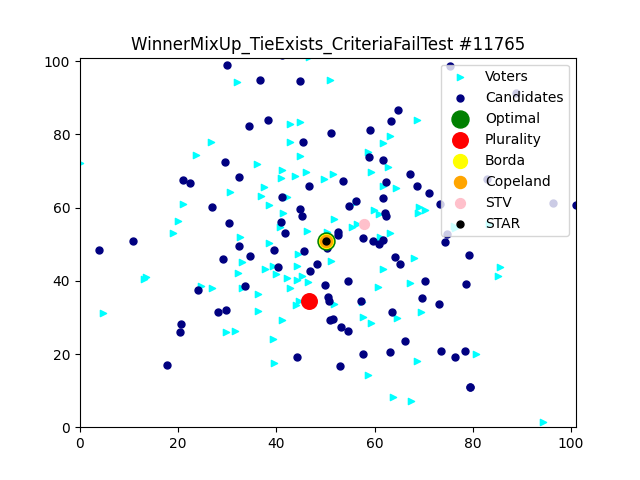 WinnerMixUp_TieExists_CriteriaFailTest #11765
100
80
60
40
20
0
0
20
40
60
80
100
Voters
Candidates
Optimal
Plurality
Borda
Copeland
STV
STAR